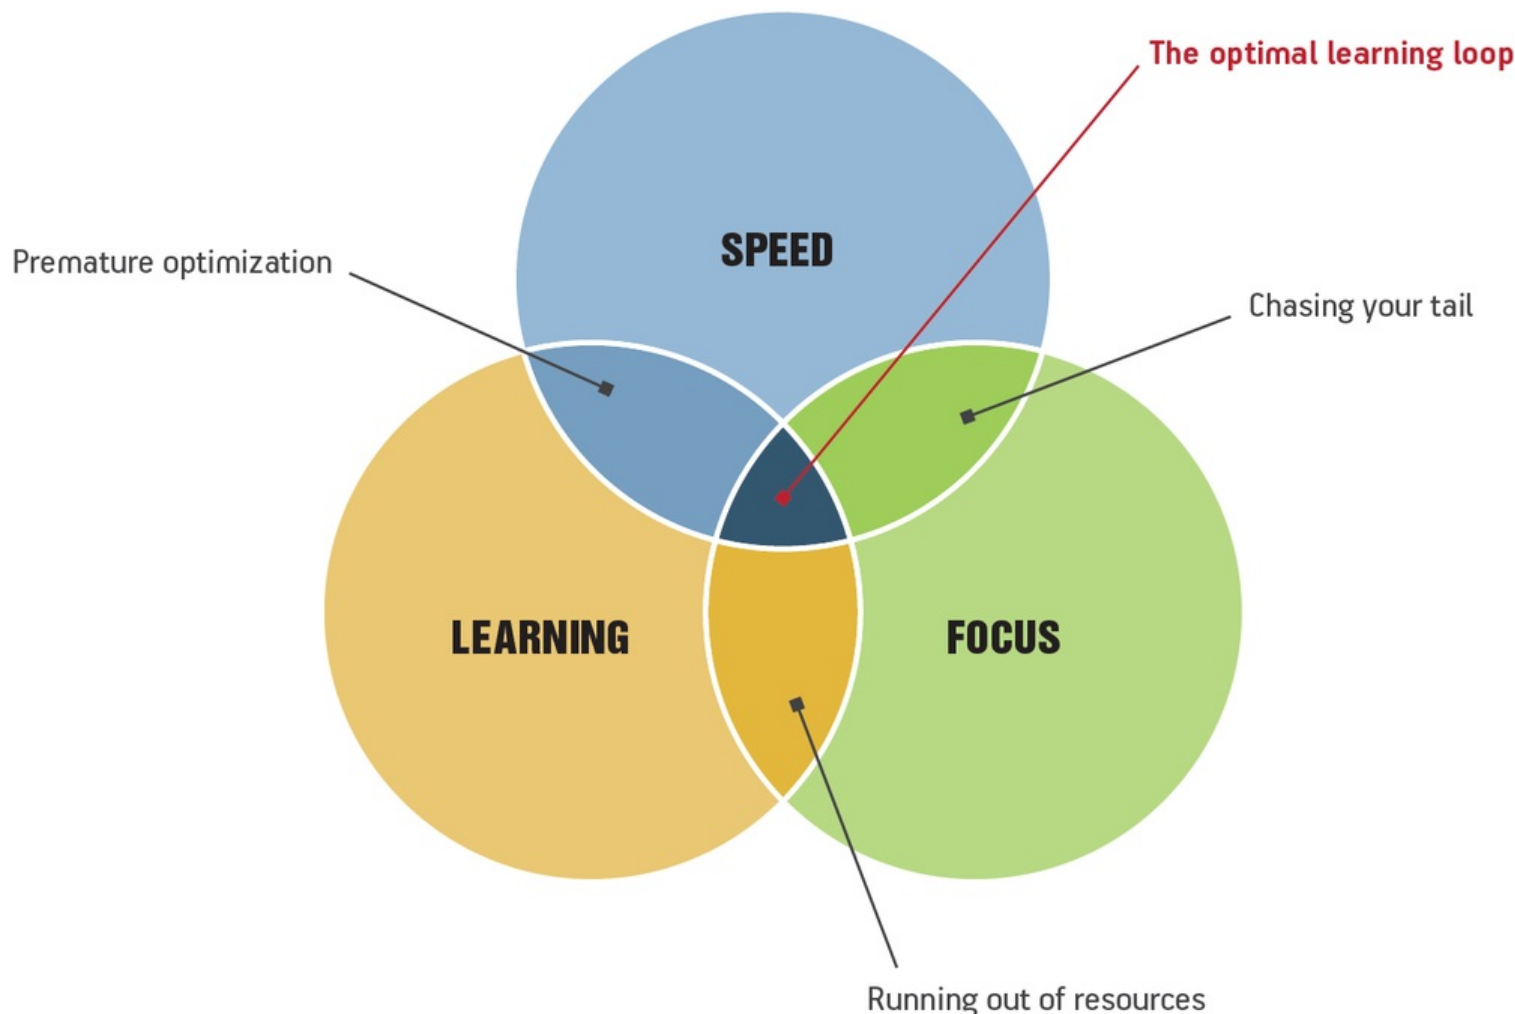 The optimal learning loop
SPEED
Premature optimization
Chasing your tail
LEARNING
FOCUS
Running out of resources